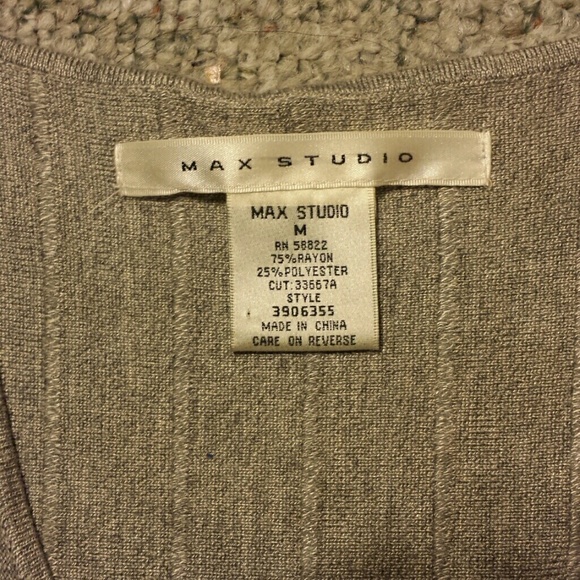 MAX STUDIO
MAX STUDIO
M
RN 58822
75%RAYON
25%POLYESTER
CUT:33667A
STYLE
3906355
MADE IN CHINA
CARE ON REVERSE